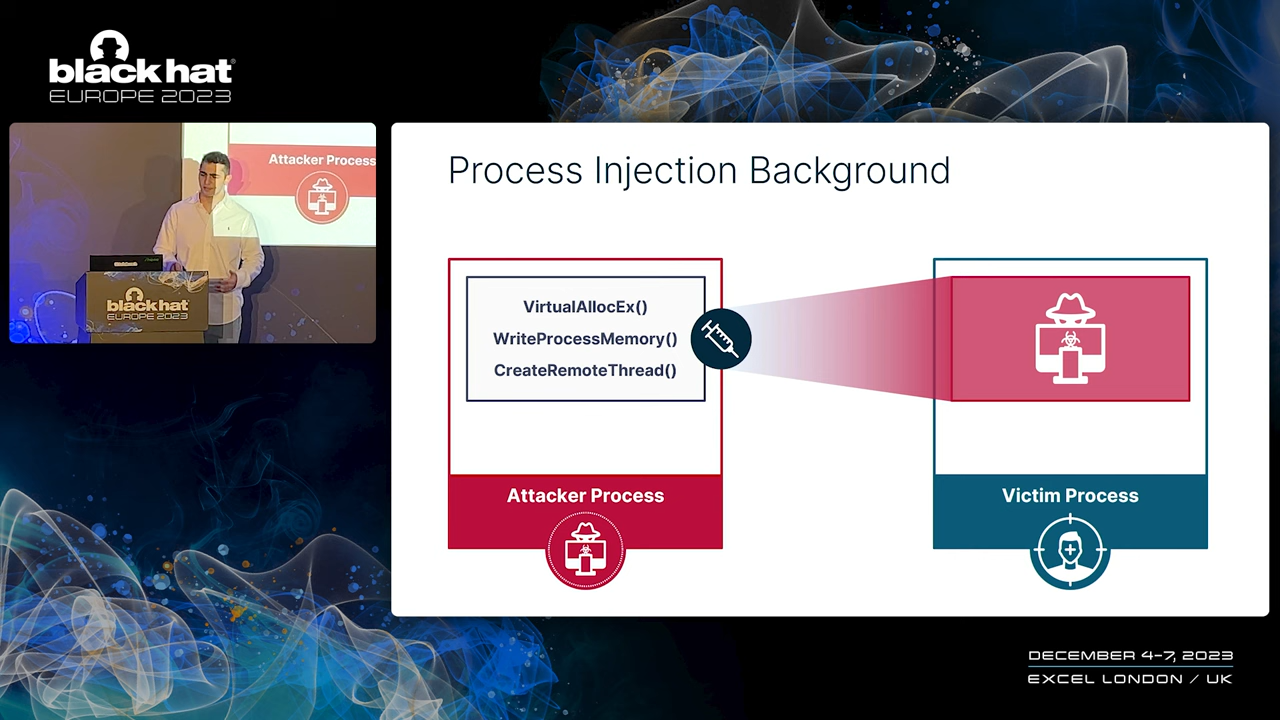 black hat®
EUROPE 2023
Attacker Process
black hat
EUROPE 2023
Process Injection Background
VirtualAllocEx()
WriteProcessMemory()
CreateRemoteThread()
Attacker Process
Victim Process
DECEMBER 4-7, 2023
EXCEL LONDON / UK